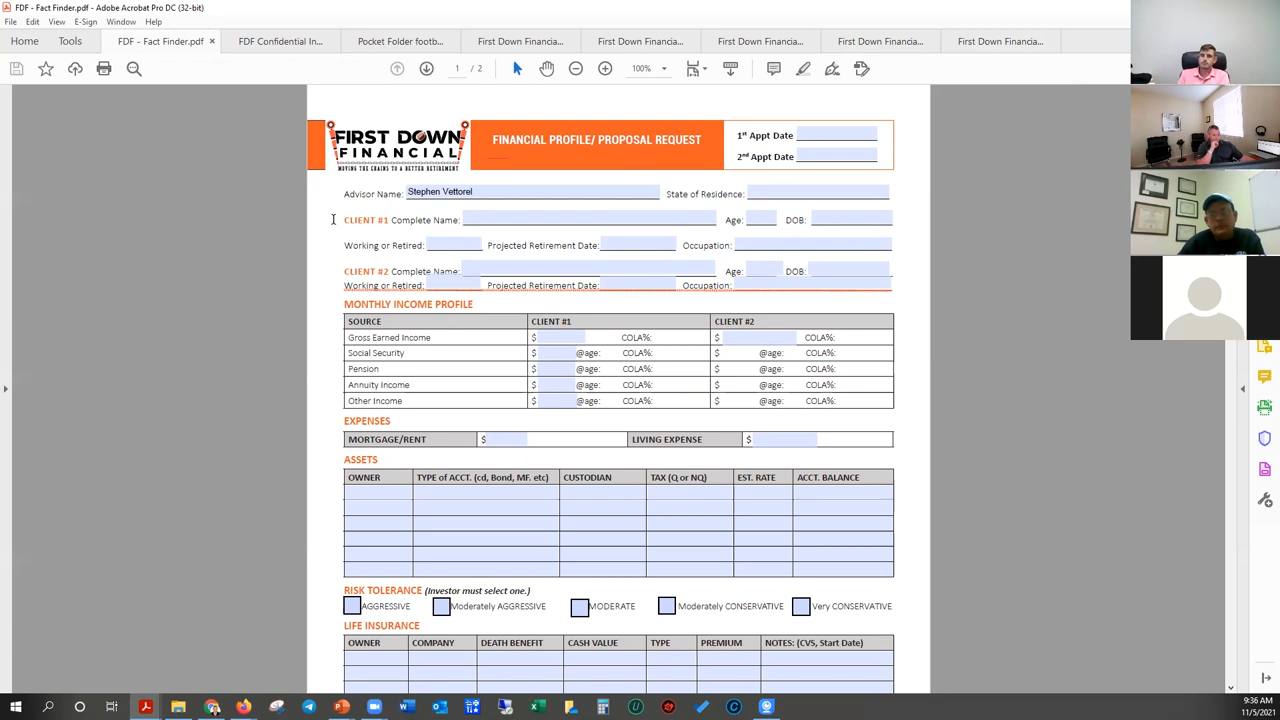 FDF - Fact Finder.pdf - Adobe Acrobat Pro DC (32-bit)
File Edit View E-Sign Window Help
Home Tools FDF - Fact Finder.pdf × FDF Confidential In... Pocket Folder footb... First Down Financia... First Down Financia... First Down Financia... First Down Financia... First Down Financia...
1 / 2 100%
FIRST DOWN
FINANCIAL
MOVING THE CHAINS TO A BETTER RETIREMENT
FINANCIAL PROFILE/ PROPOSAL REQUEST
1st Appt Date
2nd Appt Date
Advisor Name: Stephen Vettorel State of Residence:
CLIENT #1 Complete Name: Age: DOB:
Working or Retired: Projected Retirement Date: Occupation:
CLIENT #2 Complete Name: Age: DOB:
Working or Retired: Projected Retirement Date: Occupation:
MONTHLY INCOME PROFILE
SOURCE CLIENT #1 CLIENT #2
Gross Earned Income $ COLA%: $ COLA%:
Social Security $ @age: COLA%: $ @age: COLA%:
Pension $ @age: COLA%: $ @age: COLA%:
Annuity Income $ @age: COLA%: $ @age: COLA%:
Other Income $ @age: COLA%: $ @age: COLA%:
EXPENSES
MORTGAGE/RENT $ LIVING EXPENSE $
ASSETS
OWNER TYPE of ACCT. (cd, Bond, MF. etc) CUSTODIAN TAX (Q or NQ) EST. RATE ACCT. BALANCE
RISK TOLERANCE (Investor must select one.)
AGGRESSIVE Moderately AGGRESSIVE MODERATE Moderately CONSERVATIVE Very CONSERVATIVE
LIFE INSURANCE
OWNER COMPANY DEATH BENEFIT CASH VALUE TYPE PREMIUM NOTES: (CVS, Start Date)
9:36 AM
11/5/2021